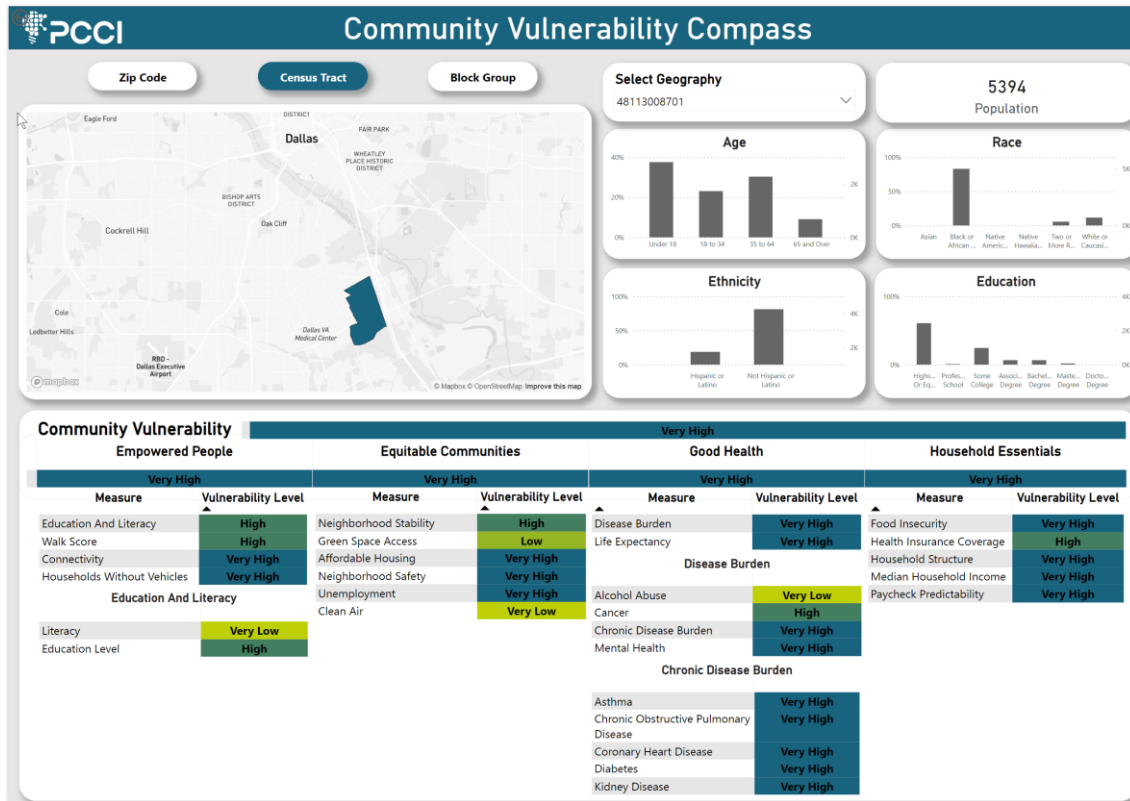 PCCI
Community Vulnerability Compass
Zip Code
Census Tract
Block Group
Select Geography
48113008701
5394
Population
Eagle Ford
DISTRICT
Dallas
FAIR PARK
WHEATLEY
PLACE HISTORIC
DISTRICT
BISHOP ARTS
DISTRICT
Oak Cliff
Cockrell Hill
Cole
Ledbetter Hills
Dallas VA
Medical Center
RBD -
Dallas Executive
Airport
mapbox
© Mapbox © OpenStreetMap Improve this map
Age
40%
20%
0%
2K
0K
Under 18
18 to 34
35 to 64
65 and Over
Race
100%
50%
0%
5K
0K
Asian
Black or
African ...
Native
Americ...
Native
Hawaiia...
Two or
More R...
White or
Caucasi...
Ethnicity
100%
50%
0%
4K
2K
Hispanic or
Latino
Not Hispanic or
Latino
Education
100%
50%
0%
4K
2K
0K
Highs...
Or Eq...
Profes...
School
Some
College
Associ...
Degree
Bachel...
Degree
Maste...
Degree
Docto...
Degree
Community Vulnerability
Very High
Empowered People
Very High
Measure Vulnerability Level
Education And Literacy High
Walk Score High
Connectivity Very High
Households Without Vehicles Very High
Education And Literacy
Literacy Very Low
Education Level High
Equitable Communities
Very High
Measure Vulnerability Level
Neighborhood Stability High
Green Space Access Low
Affordable Housing Very High
Neighborhood Safety Very High
Unemployment Very High
Clean Air Very Low
Good Health
Very High
Measure Vulnerability Level
Disease Burden Very High
Life Expectancy Very High
Disease Burden
Alcohol Abuse Very Low
Cancer High
Chronic Disease Burden Very High
Mental Health Very High
Chronic Disease Burden
Asthma Very High
Chronic Obstructive Pulmonary Very High
Disease
Coronary Heart Disease Very High
Diabetes Very High
Kidney Disease Very High
Household Essentials
Very High
Measure Vulnerability Level
Food Insecurity Very High
Health Insurance Coverage High
Household Structure Very High
Median Household Income Very High
Paycheck Predictability Very High